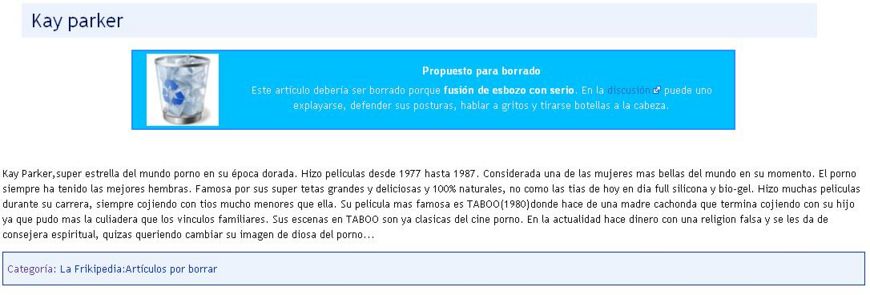 Kay parker
Propuesto para borrado
Este artículo debería ser borrado porque fusión de esbozo con serio. En la discusión puede uno
explayarse, defender sus posturas, hablar a gritos y tirarse botellas a la cabeza.
Kay Parker,super estrella del mundo porno en su época dorada. Hizo peliculas desde 1977 hasta 1987. Considerada una de las mujeres mas bellas del mundo en su momento. El porno
siempre ha tenido las mejores hembras. Famosa por sus super tetas grandes y deliciosas y 100% naturales, no como las tias de hoy en dia full silicona y bio-gel. Hizo muchas peliculas
durante su carrera, siempre cojiendo con tios mucho menores que ella. Su pelicula mas famosa es TABOO(1980)donde hace de una madre cachonda que termina cojiendo con su hijo
ya que pudo mas la culiadera que los vinculos familiares. Sus escenas en TABOO son ya clasicas del cine porno. En la actualidad hace dinero con una religion falsa y se les da de
consejera espiritual, quizas queriendo cambiar su imagen de diosa del porno...
Categoría: La Frikipedia:Artículos por borrar